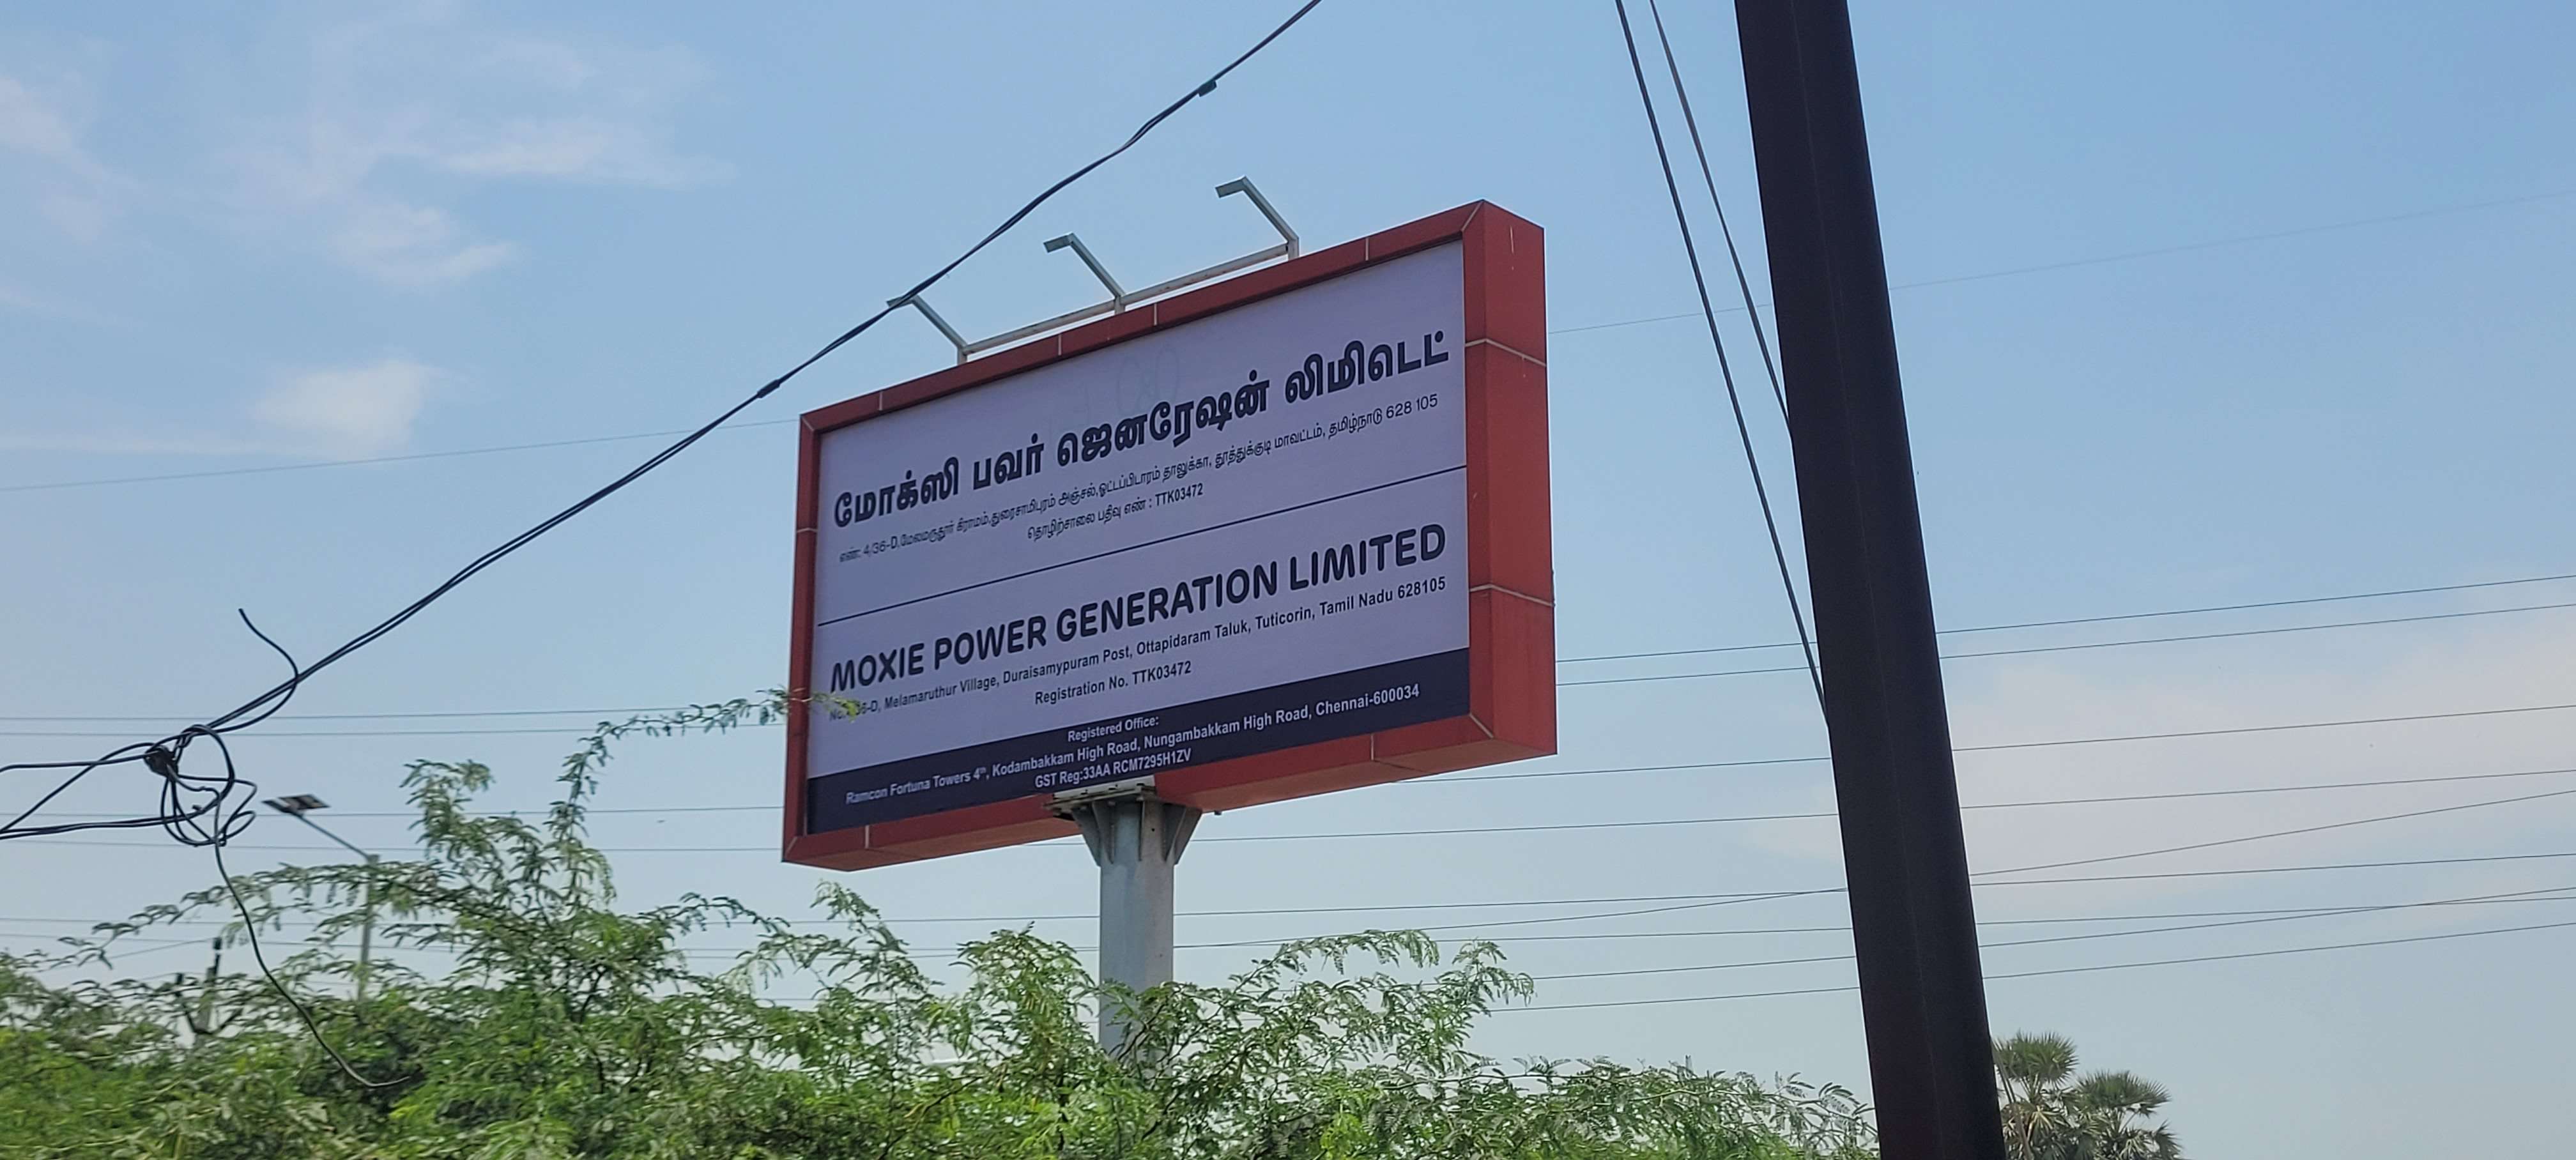 மோக்ஸி பவர் ஜெனரேஷன் லிமிடெட்
எண்: 4/36-D,மேலமருதூர் கிராமம்,துரைசாமிபுரம் அஞ்சல்,ஓட்டப்பிடாரம் தாலுக்கா, தூத்துக்குடி மாவட்டம், தமிழ்நாடு 628 105
தொழிற்சாலை பதிவு எண் : TTK03472
MOXIE POWER GENERATION LIMITED
Melamaruthur Village, Duraisamypuram Post, Ottapidaram Taluk, Tuticorin, Tamil Nadu 628105
Registration No. TTK03472
Registered Office:
Ramcon Fortuna Towers 4th, Kodambakkam High Road, Nungambakkam High Road, Chennai-600034
GST Reg:33AA RCM7295H1ZV